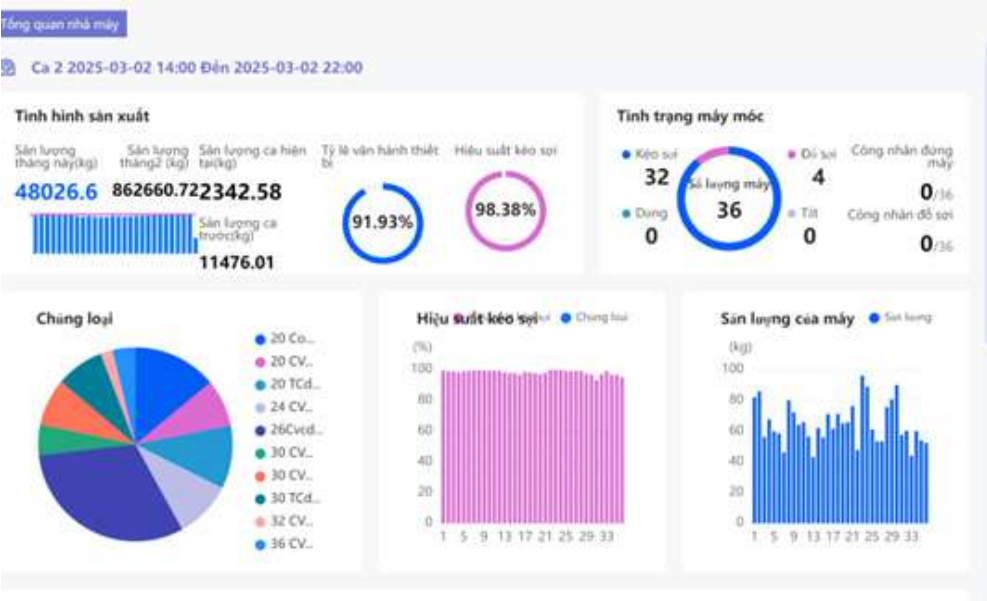 Tổng quan nhà máy
Ca 2 2025-03-02 14:00 Đến 2025-03-02 22:00
Tình hình sản xuất
Sản lượng tháng này(kg)
48026.6
Sản lượng tháng2 (kg)
862660.72
Sản lượng ca hiện tại(kg)
2342.58
Sản lượng ca trước(kg)
11476.01
Tỷ lệ vận hành thiết bị
91.93%
Hiệu suất kéo sợi
98.38%
Tình trạng máy móc
Kéo sợi
32
Dừng
0
Số lượng máy
36
Đổ sợi
4
Tắt
0
Công nhân đứng máy
0/36
Công nhân đổ sợi
0/36
Chủng loại
20 Co...
20 CV...
20 TCd...
24 CV...
26Cvcd...
30 CV...
30 CV...
30 TCd...
32 CV...
36 CV...
Hiệu suất kéo sợi
Chủng loại
(%)
100
80
60
40
20
0
1 5 9 13 17 21 25 29 33
Sản lượng của máy
Sản lượng
(kg)
100
80
60
40
20
0
1 5 9 13 17 21 25 29 33